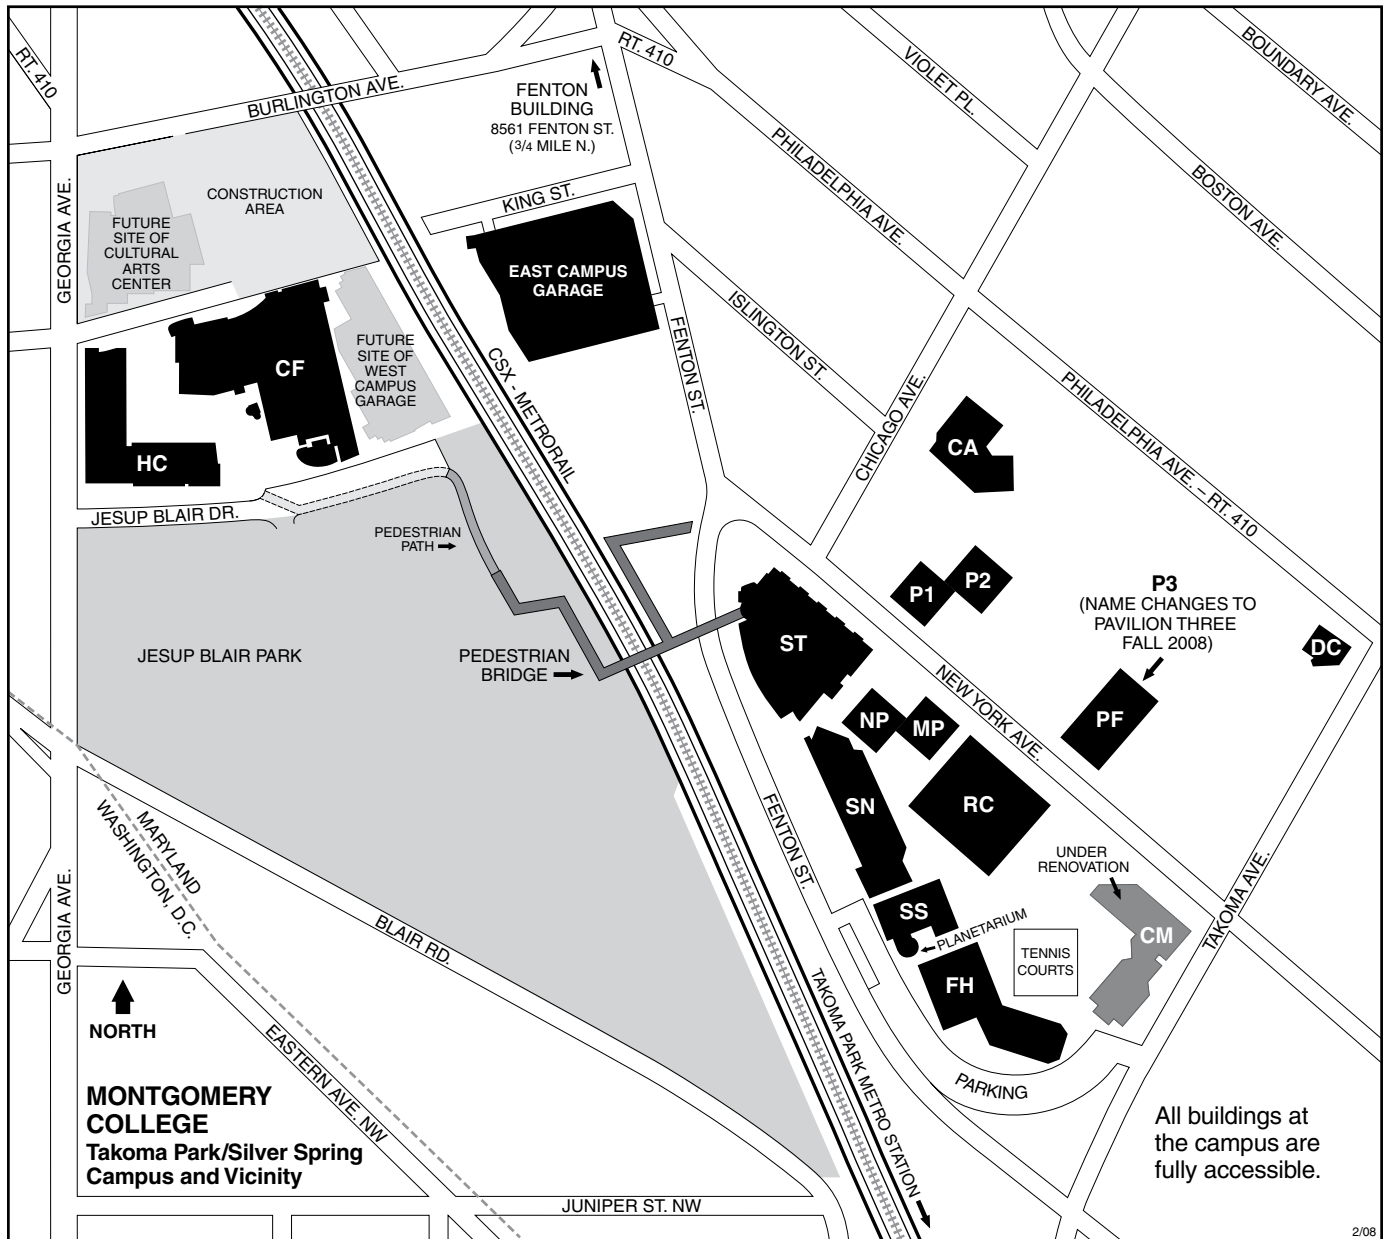 RT. 410
BURLINGTON AVE.
FENTON
BUILDING
8561 FENTON ST.
(3/4 MILE N.)
RT. 410
VIOLET PL.
BOUNDARY AVE.
PHILADELPHIA AVE.
BOSTON AVE.
GEORGIA AVE.
CONSTRUCTION
AREA
FUTURE
SITE OF
CULTURAL
ARTS
CENTER
KING ST.
EAST CAMPUS
GARAGE
ISLINGTON ST.
FENTON ST.
CF
FUTURE
SITE OF
WEST
CAMPUS
GARAGE
CSX - METRORAIL
CHICAGO AVE.
PHILADELPHIA AVE. – RT. 410
CA
HC
JESUP BLAIR DR.
PEDESTRIAN
PATH
P1
P2
P3
(NAME CHANGES TO
PAVILION THREE
FALL 2008)
DC
JESUP BLAIR PARK
PEDESTRIAN
BRIDGE
ST
NEW YORK AVE.
PF
NP
MP
SN
RC
FENTON ST.
UNDER
RENOVATION
MARYLAND
WASHINGTON, D.C.
GEORGIA AVE.
BLAIR RD.
SS
PLANETARIUM
TENNIS
COURTS
CM
TAKOMA AVE.
FH
TAKOMA PARK METRO STATION
NORTH
EASTERN AVE. NW
PARKING
MONTGOMERY
COLLEGE
Takoma Park/Silver Spring
Campus and Vicinity
All buildings at
the campus are
fully accessible.
JUNIPER ST. NW
2/08